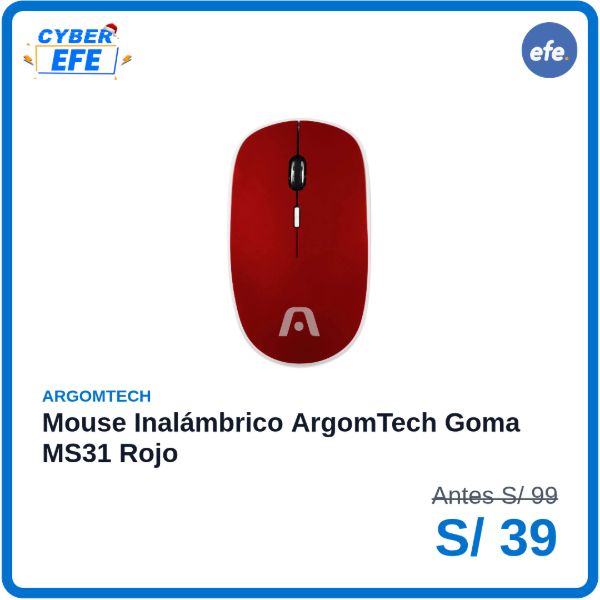 CYBER
EFE
efe.
ARGOMTECH
Mouse Inalámbrico ArgomTech Goma
MS31 Rojo
Antes S/ 99
S/ 39